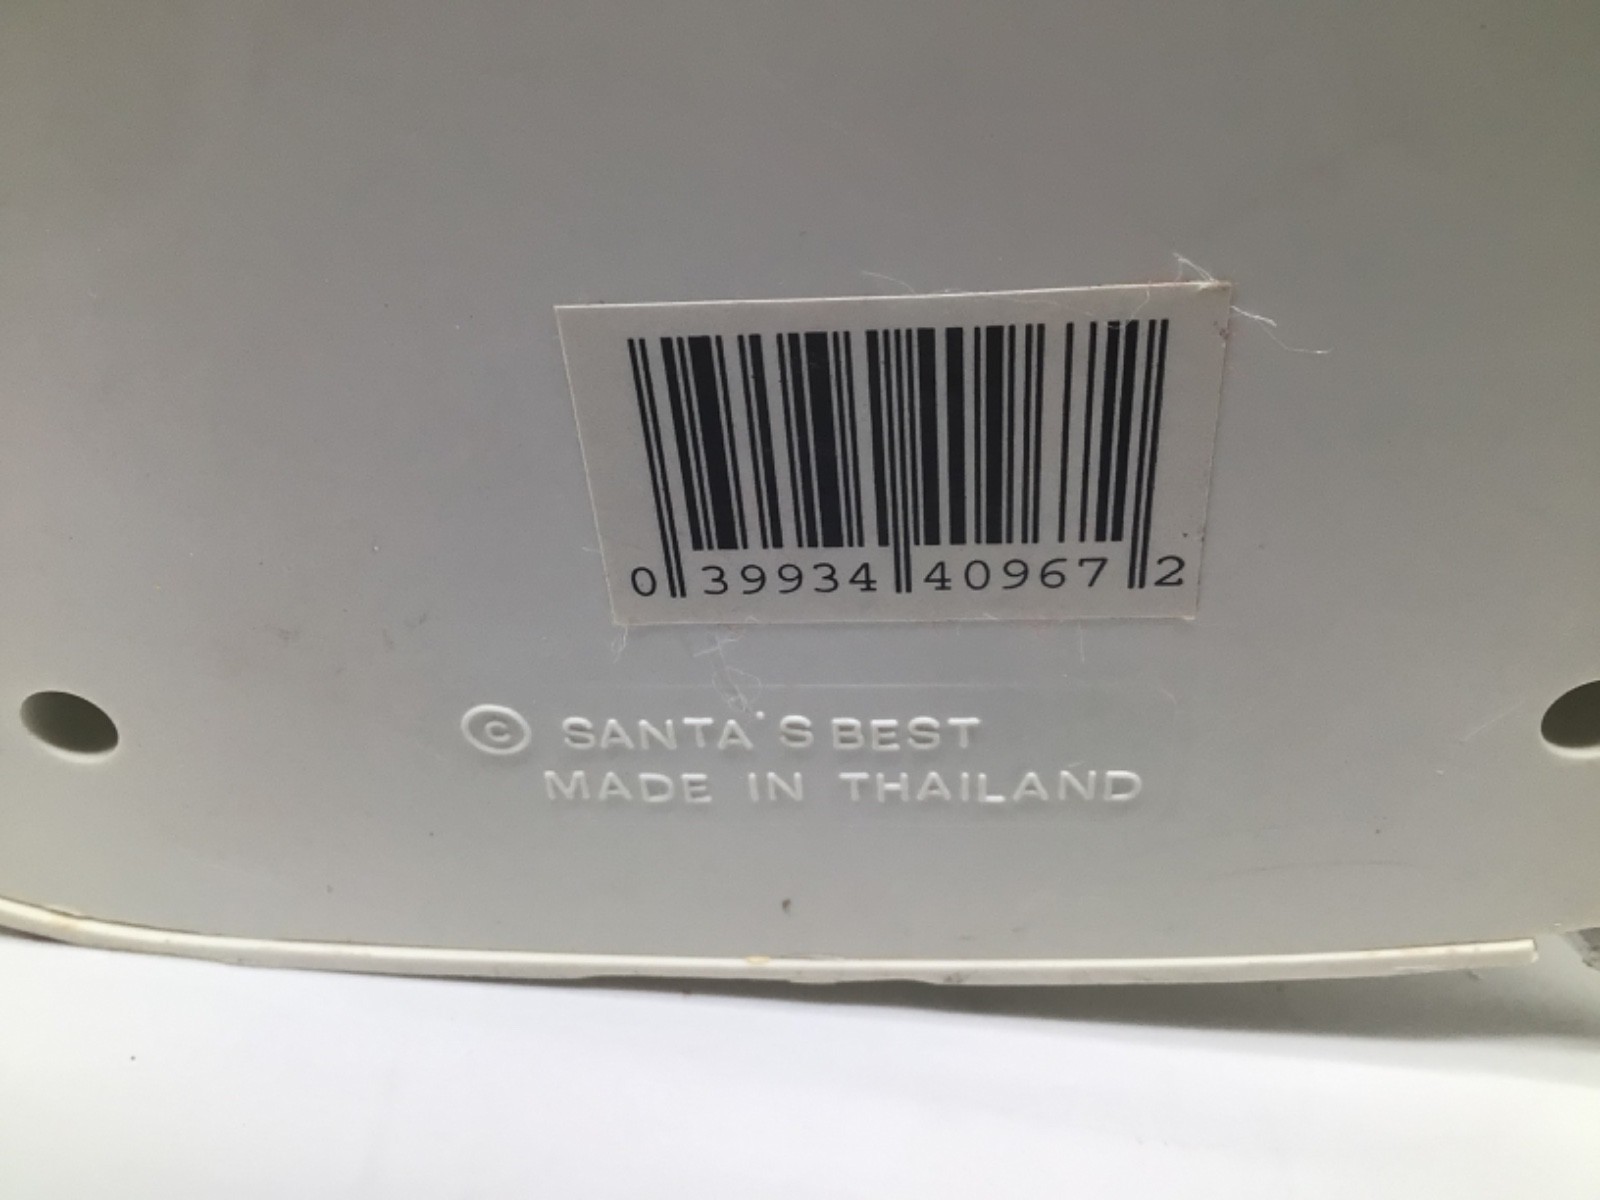 0 39934 40967 2
© SANTA'S BEST
MADE IN THAILAND